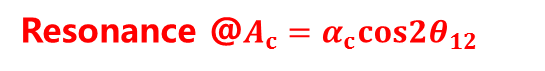 Resonance @A_c = α_c cos2θ_12